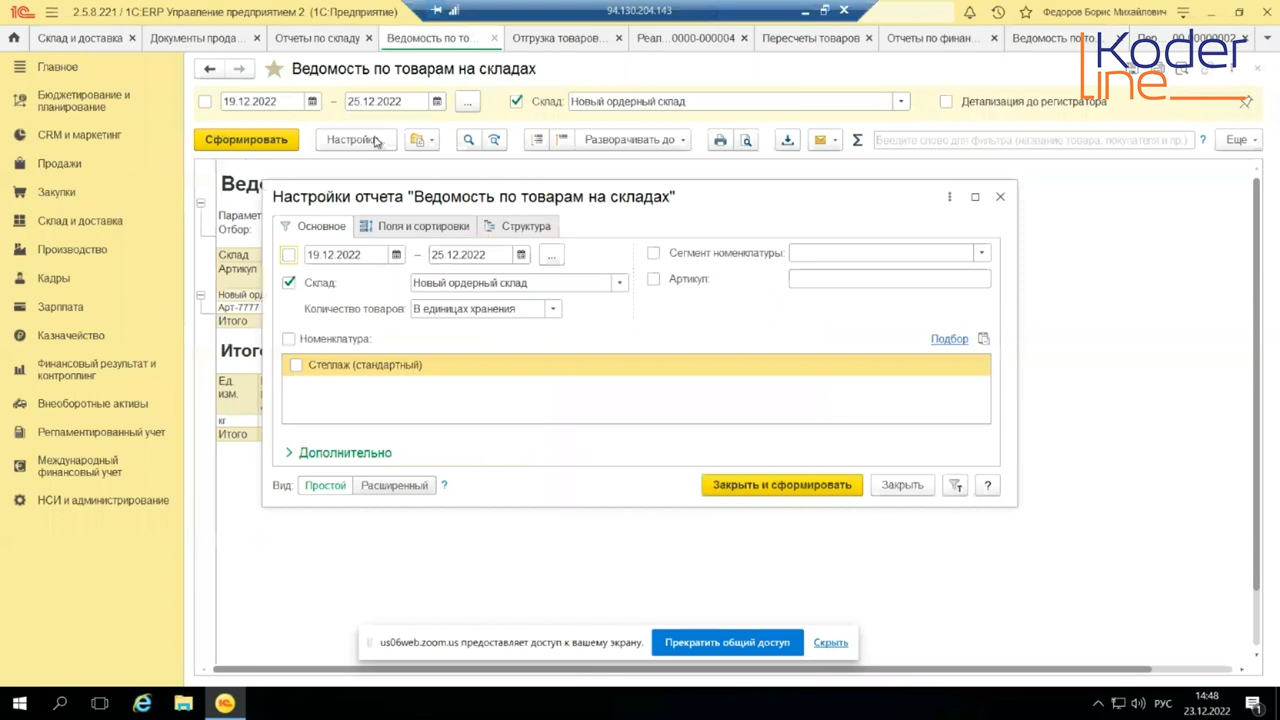 2.5.8.221 / 1C:ERP Управление предприятием 2 (1С:Предприятие)
94.130.204.143
Федоров Борис Михайлович
Склад и доставка
Документы прода...
Отчеты по складу
Ведомость по то...
Отгрузка товаров...
Реал... 0000-000004
Пересчеты товаров
Отчеты по финан...
Ведомость по то...
Koder
line
Ведомость по товарам на складах
19.12.2022 – 25.12.2022 ... Склад: Новый ордерный склад Детализация до регистратора
Сформировать Настройки... Разворачивать до Σ Введите слово для фильтра (название товара, покупателя и пр.) ? Еще
Главное
Бюджетирование и
планирование
CRM и маркетинг
Продажи
Закупки
Склад и доставка
Производство
Кадры
Зарплата
Казначейство
Финансовый результат и
контроллинг
Внеоборотные активы
Регламентированный учет
Международный
финансовый учет
НСИ и администрирование
Вед
Парамет
Отбор:
Склад
Артикул
Новый орд
Арт-7777
Итого
Итог
Ед.
изм.
кг
Итого
Настройки отчета "Ведомость по товарам на складах"
Основное Поля и сортировки Структура
19.12.2022 – 25.12.2022 ... Сегмент номенклатуры:
Склад: Новый ордерный склад Артикул:
Количество товаров: В единицах хранения
Номенклатура: Подбор
Стеллаж (стандартный)
Дополнительно
Вид: Простой Расширенный ? Закрыть и сформировать Закрыть ?
us06web.zoom.us предоставляет доступ к вашему экрану. Прекратить общий доступ Скрыть
РУС
14:48
23.12.2022
1